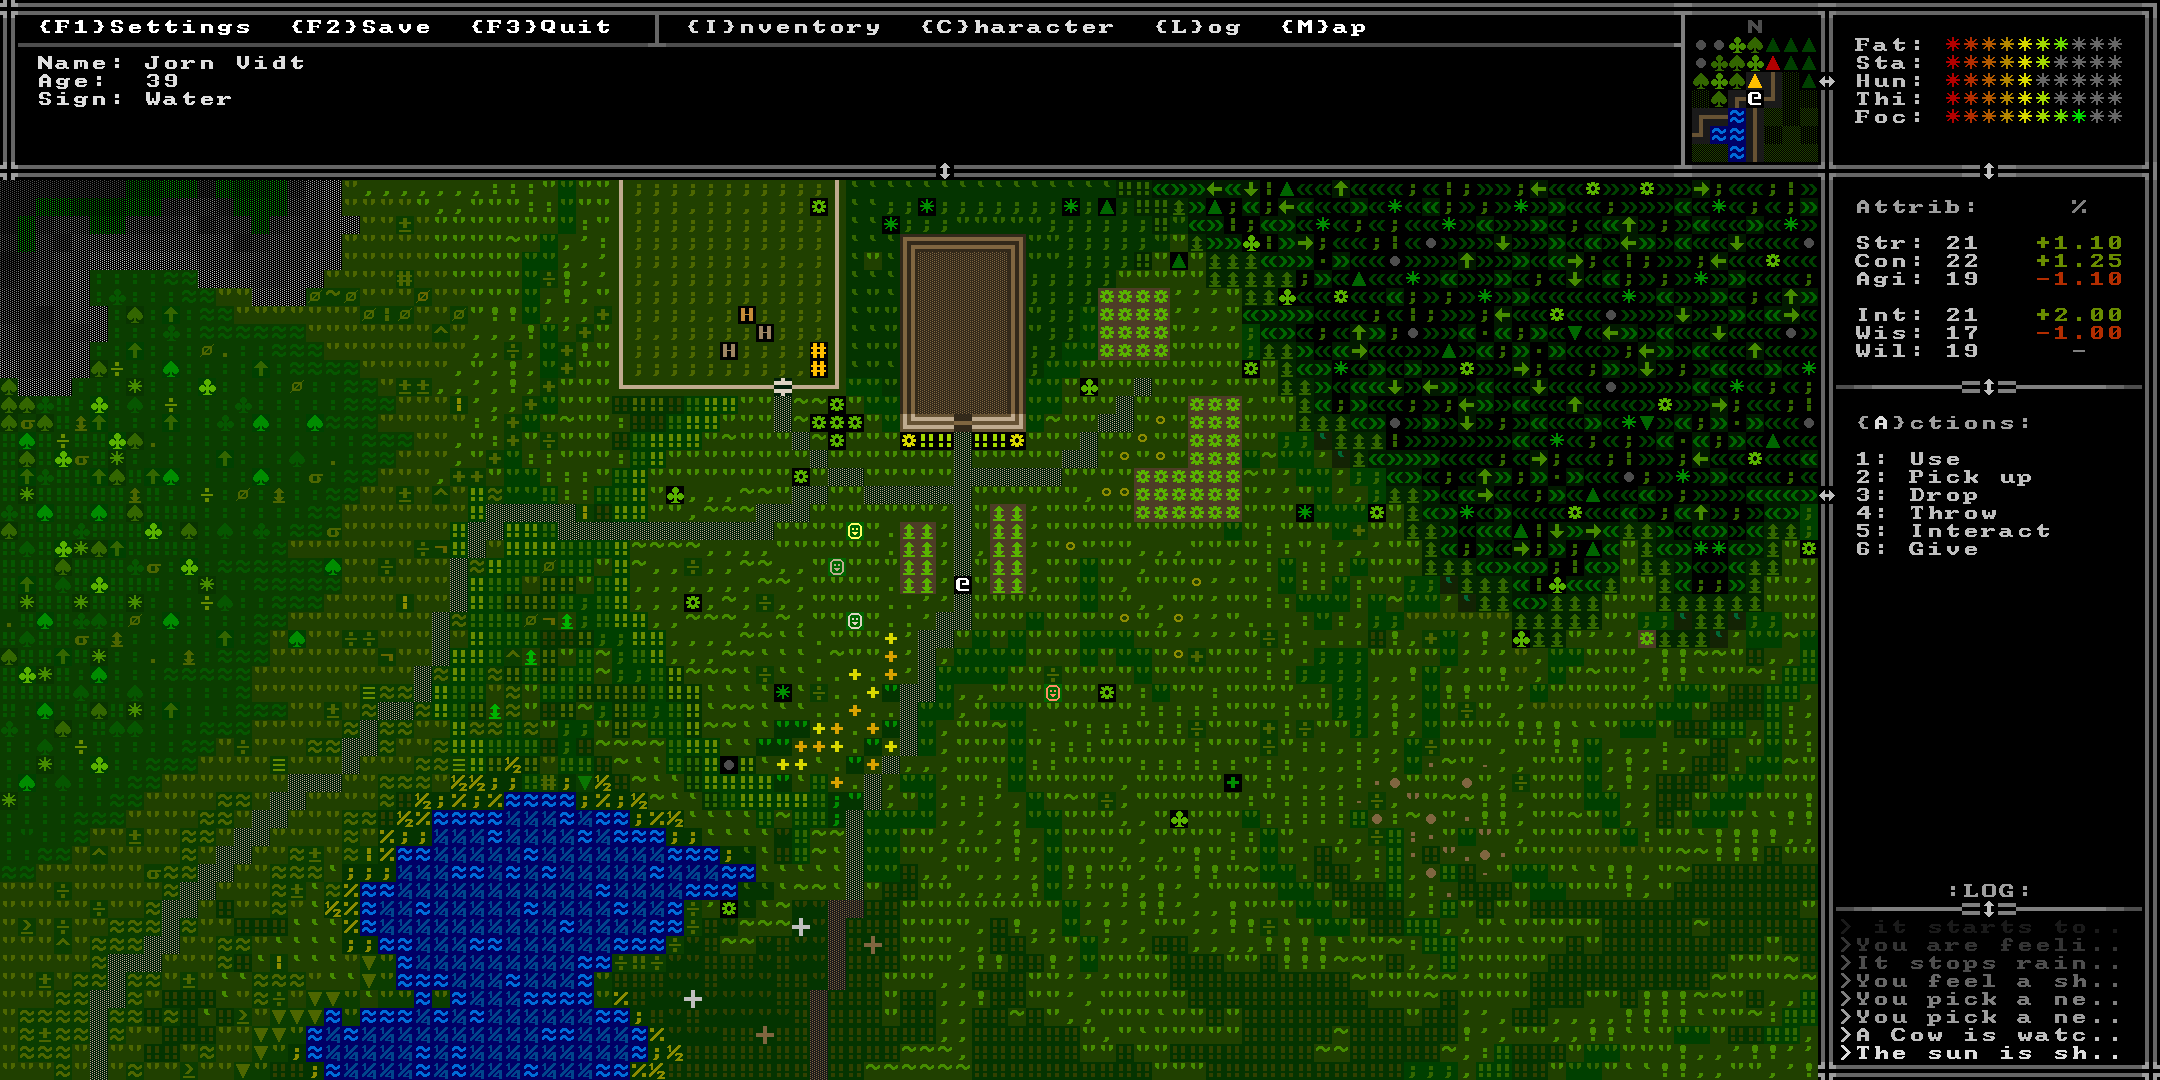 {F1}Settings {F2}Save {F3}Quit {I}nventory {C}haracter {L}og {M}ap
Name: Jorn Vidt
Age: 39
Sign: Water
N
Fat: **********
Sta: **********
Hun: **********
Thi: **********
Foc: **********
Attrib: %
Str: 21 +1.10
Con: 22 +1.25
Agi: 19 -1.10
Int: 21 +2.00
Wis: 17 -1.00
Wil: 19 -
{A}ctions:
1: Use
2: Pick up
3: Drop
4: Throw
5: Interact
6: Give
:LOG:
> it starts to..
>You are feeli..
>It stops rain..
>You feel a sh..
>You pick a ne..
>You pick a ne..
>A Cow is watc..
>The sun is sh..
H
H
H
e